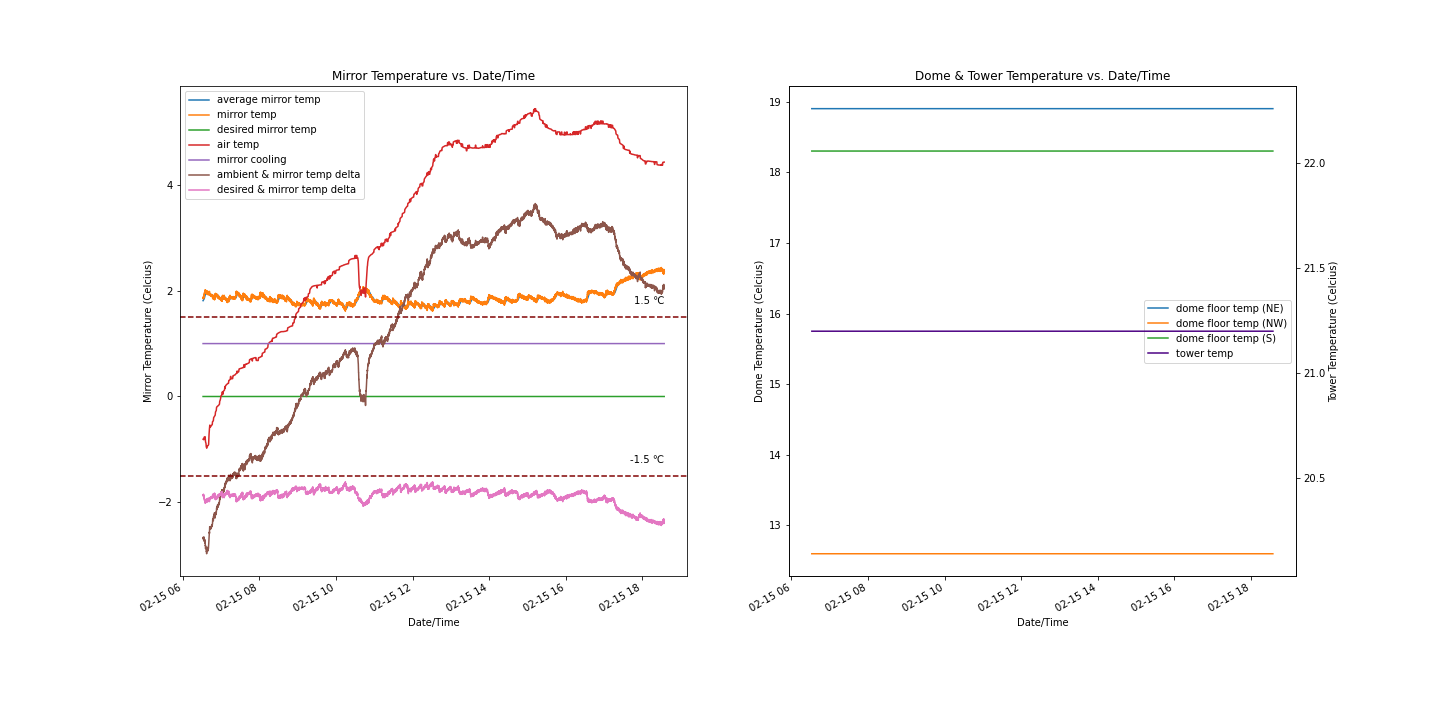 Mirror Temperature vs. Date/Time
average mirror temp
mirror temp
desired mirror temp
air temp
mirror cooling
ambient & mirror temp delta
desired & mirror temp delta
4
2
0
−2
1.5 ℃
-1.5 ℃
Mirror Temperature (Celcius)
02-15 06
02-15 08
02-15 10
02-15 12
02-15 14
02-15 16
02-15 18
Date/Time
Dome & Tower Temperature vs. Date/Time
19
18
17
16
15
14
13
Dome Temperature (Celcius)
dome floor temp (NE)
dome floor temp (NW)
dome floor temp (S)
tower temp
22.0
21.5
21.0
20.5
Tower Temperature (Celcius)
02-15 06
02-15 08
02-15 10
02-15 12
02-15 14
02-15 16
02-15 18
Date/Time